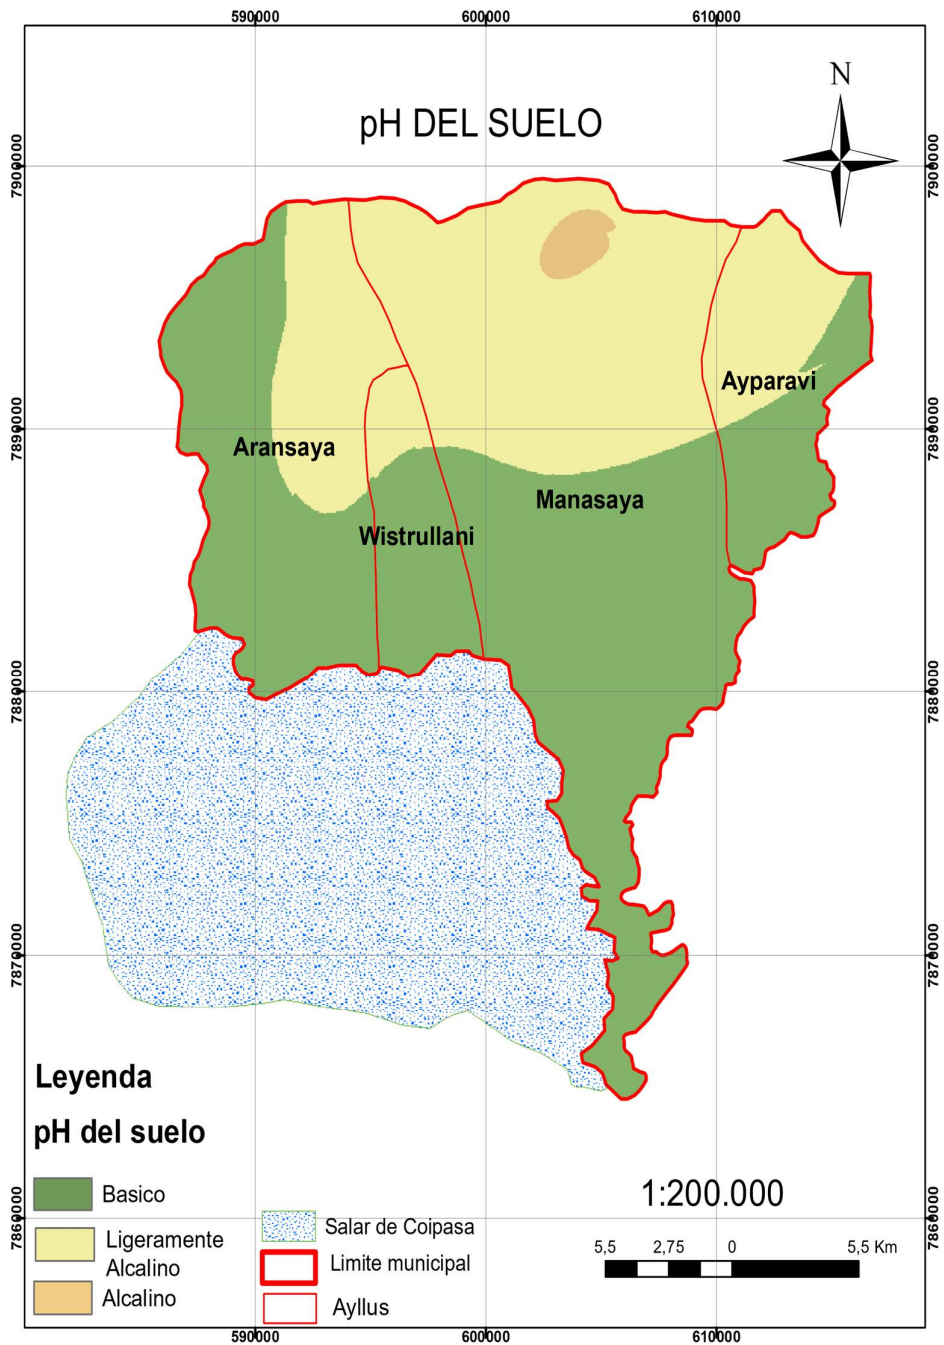 590000 600000 610000
N
pH DEL SUELO
7900000 7900000
Ayparavi
7890000 7890000
Aransaya
Manasaya
Wistrullani
7880000 7880000
7870000 7870000
Leyenda
pH del suelo
Basico
Ligeramente
Alcalino
Alcalino
Salar de Coipasa
Limite municipal
Ayllus
1:200.000
5,5 2,75 0 5,5 Km
7860000 7860000
590000 600000 610000